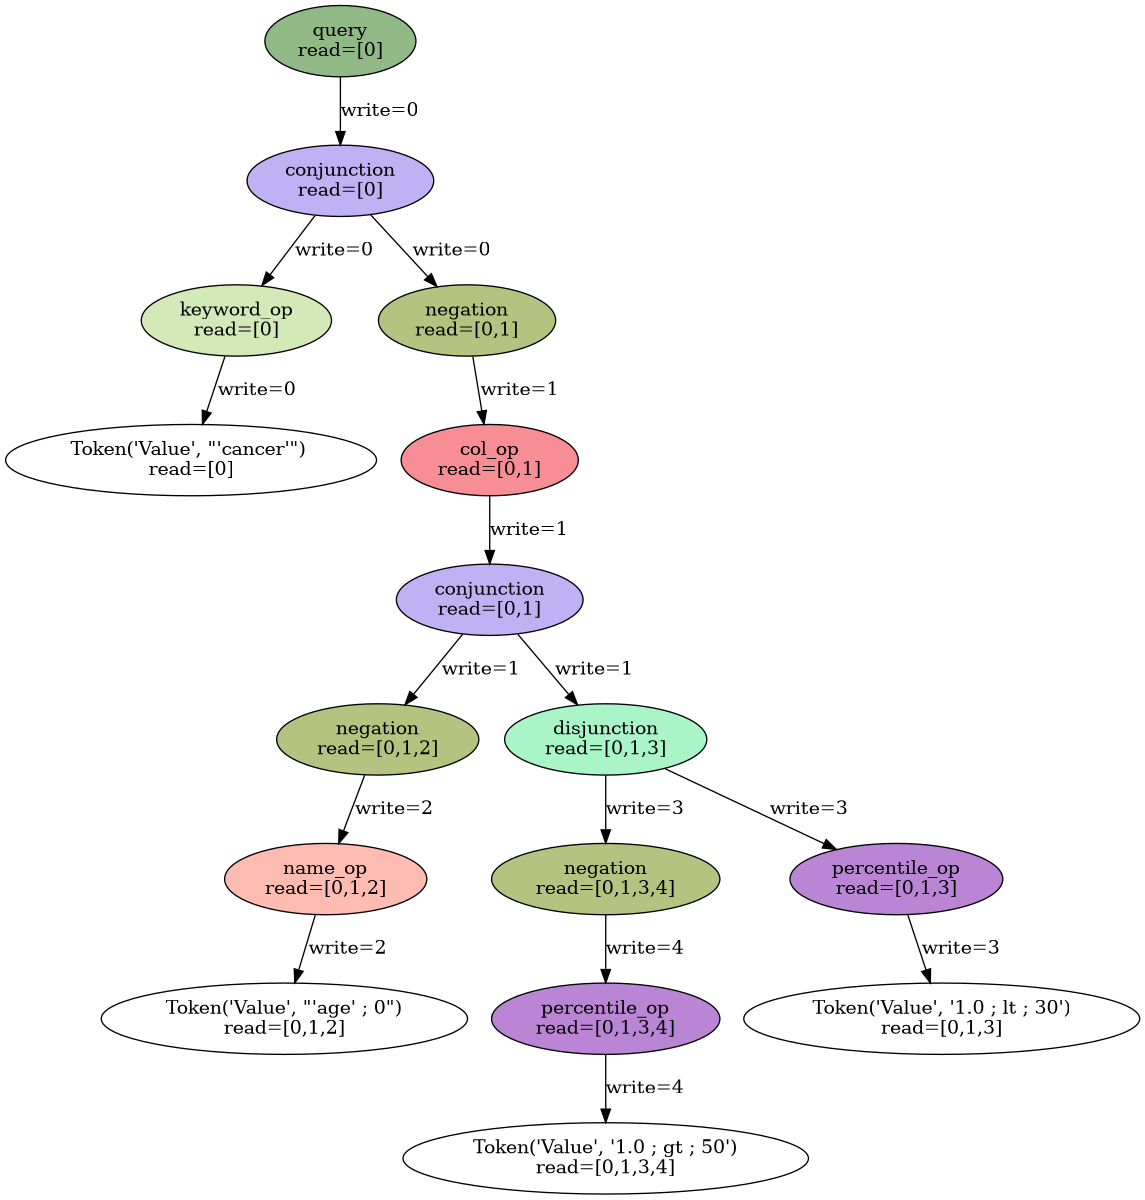 query
read=[0]
write=0
conjunction
read=[0]
write=0
write=0
keyword_op
read=[0]
negation
read=[0,1]
write=0
write=1
Token('Value', "'cancer'")
read=[0]
col_op
read=[0,1]
write=1
conjunction
read=[0,1]
write=1
write=1
negation
read=[0,1,2]
disjunction
read=[0,1,3]
write=2
write=3
write=3
name_op
read=[0,1,2]
negation
read=[0,1,3,4]
percentile_op
read=[0,1,3]
write=2
write=4
write=3
Token('Value', "'age' ; 0")
read=[0,1,2]
percentile_op
read=[0,1,3,4]
Token('Value', '1.0 ; lt ; 30')
read=[0,1,3]
write=4
Token('Value', '1.0 ; gt ; 50')
read=[0,1,3,4]